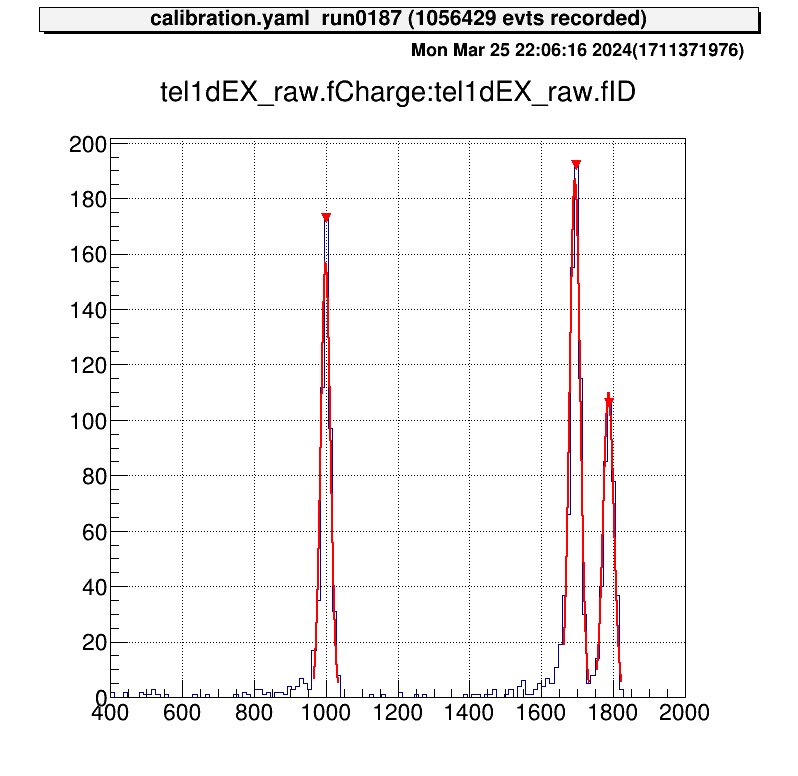 calibration.yaml run0187 (1056429 evts recorded)
Mon Mar 25 22:06:16 2024(1711371976)
tel1dEX_raw.fCharge:tel1dEX_raw.fID
200
180
160
140
120
100
80
60
40
20
0
400 600 800 1000 1200 1400 1600 1800 2000